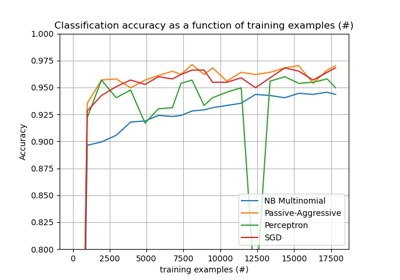 Classification accuracy as a function of training examples (#)
1.000
0.975
0.950
0.925
0.900
0.875
0.850
0.825
0.800
Accuracy
NB Multinomial
Passive-Aggressive
Perceptron
SGD
0 2500 5000 7500 10000 12500 15000 17500
training examples (#)